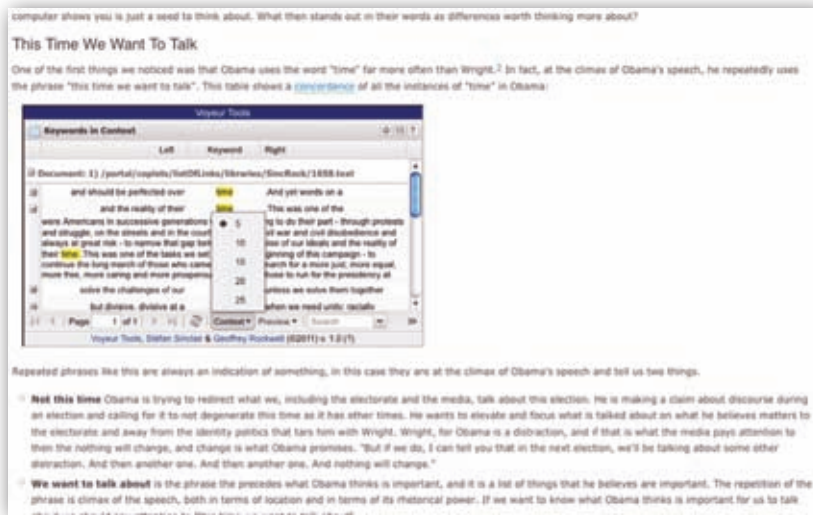 computer shows you is just a seed to think about. What then stands out in their words as differences worth thinking more about?
This Time We Want To Talk
One of the first things we noticed was that Obama uses the word "time" far more often than Wright.2 In fact, at the climax of Obama's speech, he repeatedly uses
the phrase "this time we want to talk". This table shows a concordance of all the instances of "time" in Obama:
Voyeur Tools
Keywords in Context
Left Keyword Right
Document: 1) /portal/coplets/listOfLinks/libraries/SincRock/1658.text
and should be perfected over time .And yet words on a
and the reality of their time .This was one of the
were Americans in successive generations ng to do their part - through protests
and struggle, on the streets and in the court il war and civil disobedience and
always at great risk - to narrow that gap bet ise of our ideals and the reality of
their time. This was one of the tasks we set ginning of this campaign - to
continue the long march of those who came earch for a more just, more equal,
more free, more caring and more prosperous hose to run for the presidency at
solve the challenges of our unless we solve them together
but divisive, divisive at a when we need unity; racially
5
10
15
20
25
Page 1 of 1 Context Preview Search
Voyeur Tools, Stéfan Sinclair & Geoffrey Rockwell (©2011) v. 1.0 (?)
Repeated phrases like this are always an indication of something, in this case they are at the climax of Obama's speech and tell us two things.
Not this time Obama is trying to redirect what we, including the electorate and the media, talk about this election. He is making a claim about discourse during
an election and calling for it to not degenerate this time as it has other times. He wants to elevate and focus what is talked about on what he believes matters to
the electorate and away from the identity politics that tars him with Wright. Wright, for Obama is a distraction, and if that is what the media pays attention to
then the nothing will change, and change is what Obama promises. "But if we do, I can tell you that in the next election, we'll be talking about some other
distraction. And then another one. And then another one. And nothing will change."
We want to talk about is the phrase the precedes what Obama thinks is important, and it is a list of things that he believes are important. The repetition of the
phrase is climax of the speech, both in terms of location and in terms of its rhetorical power. If we want to know what Obama thinks is important for us to talk